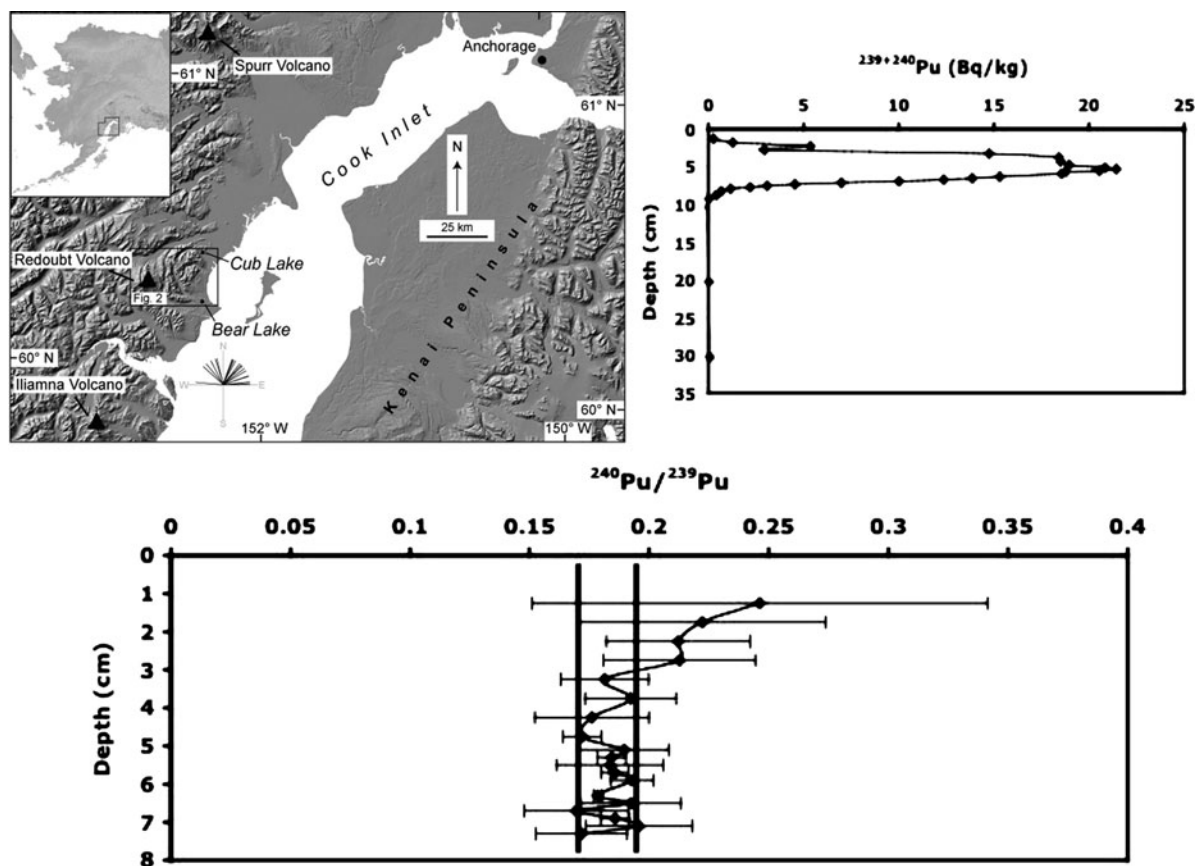 Spurr Volcano
Anchorage
61° N
61° N
Cook Inlet
N
25 km
Redoubt Volcano
Cub Lake
Fig. 2
Bear Lake
Kenai Peninsula
60° N
N
W
E
S
Iliamna Volcano
60° N
152° W
150° W
239+240Pu (Bq/kg)
0 5 10 15 20 25
Depth (cm)
0
5
10
15
20
25
30
35
240Pu/239Pu
0 0.05 0.1 0.15 0.2 0.25 0.3 0.35 0.4
Depth (cm)
0
1
2
3
4
5
6
7
8